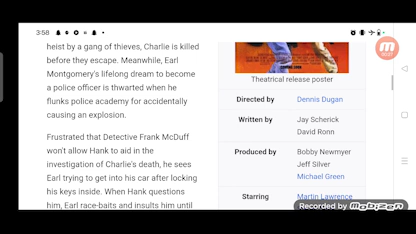 3:58
heist by a gang of thieves, Charlie is killed
before they escape. Meanwhile, Earl
Montgomery's lifelong dream to become
a police officer is thwarted when he
flunks police academy for accidentally
causing an explosion.
Frustrated that Detective Frank McDuff
won't allow Hank to aid in the
investigation of Charlie's death, he sees
Earl trying to get into his car after locking
his keys inside. When Hank questions
him, Earl race-baits and insults him until
Theatrical release poster
Directed by Dennis Dugan
Written by Jay Scherick
David Ronn
Produced by Bobby Newmyer
Jeff Silver
Michael Green
Starring Martin Lawrence
Recorded by Mobizen